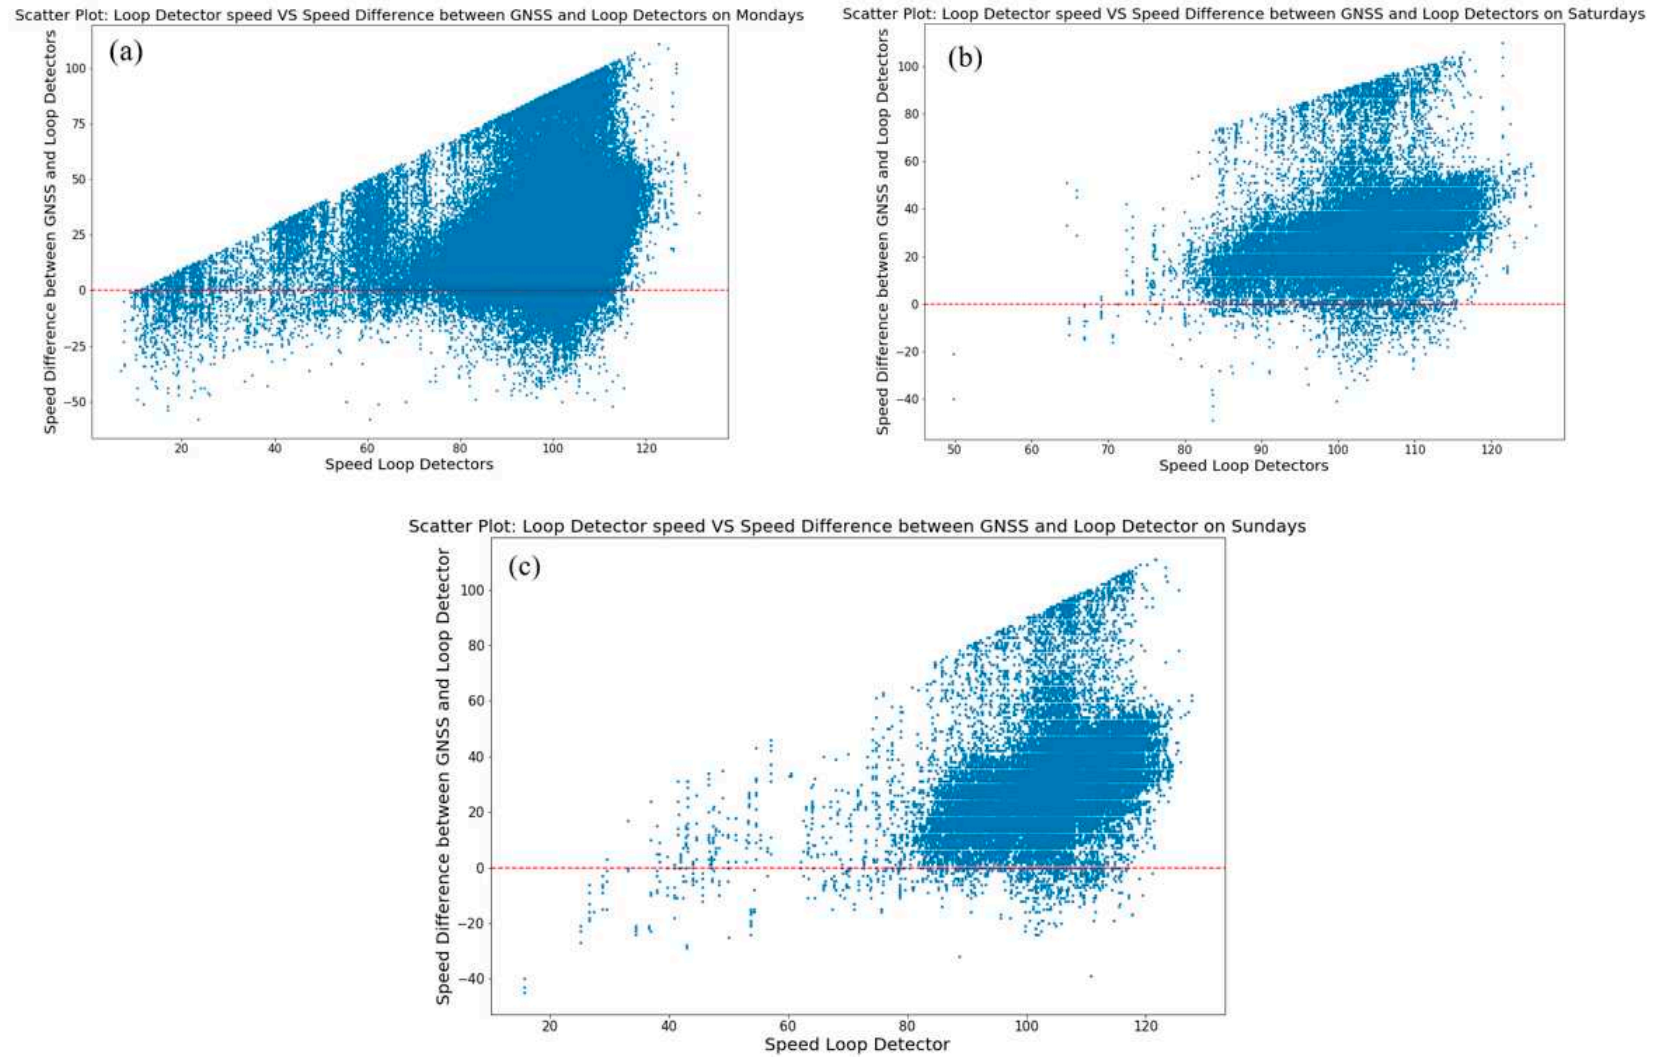 Scatter Plot: Loop Detector speed VS Speed Difference between GNSS and Loop Detectors on Mondays
(a)
Speed Difference between GNSS and Loop Detectors
100
75
50
25
0
−25
−50
20 40 60 80 100 120
Speed Loop Detectors
Scatter Plot: Loop Detector speed VS Speed Difference between GNSS and Loop Detectors on Saturdays
(b)
Speed Difference between GNSS and Loop Detectors
100
80
60
40
20
0
−20
−40
50 60 70 80 90 100 110 120
Speed Loop Detectors
Scatter Plot: Loop Detector speed VS Speed Difference between GNSS and Loop Detector on Sundays
(c)
Speed Difference between GNSS and Loop Detector
100
80
60
40
20
0
−20
−40
20 40 60 80 100 120
Speed Loop Detector